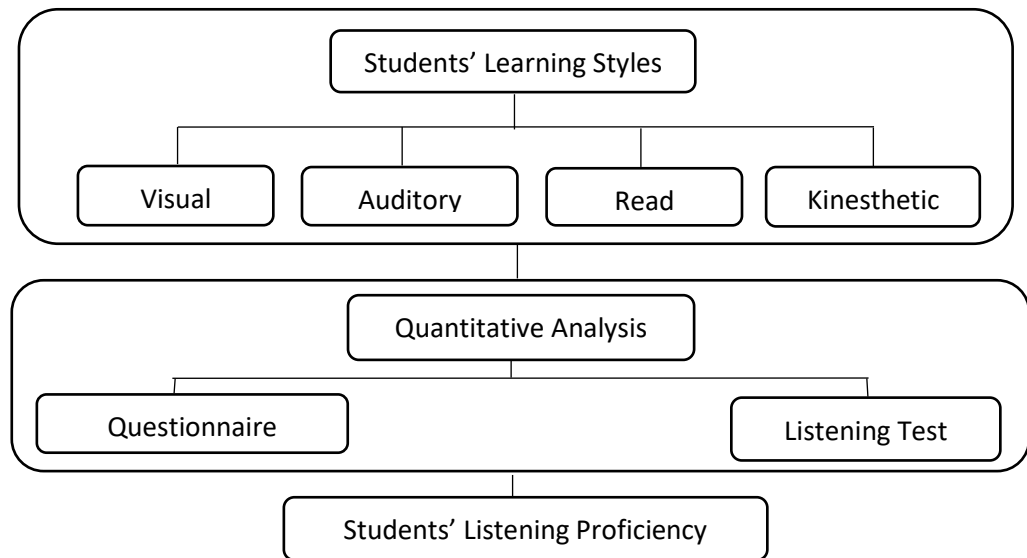 Students’ Learning Styles
Visual
Auditory
Read
Kinesthetic
Quantitative Analysis
Questionnaire
Listening Test
Students’ Listening Proficiency